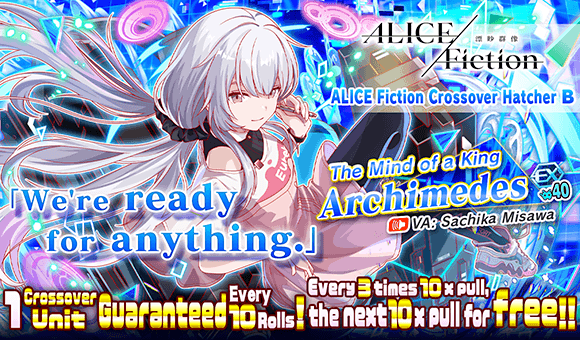 ALICE
漂吵群像
Fiction
ALICE Fiction Crossover Hatcher B
The Mind of a King
Archimedes
EX
40
VA: Sachika Misawa
「We're ready
for anything.」
1 Crossover Unit Guaranteed Every 10 Rolls!
Every 3 times 10 x pull,
the next 10 x pull for free!!